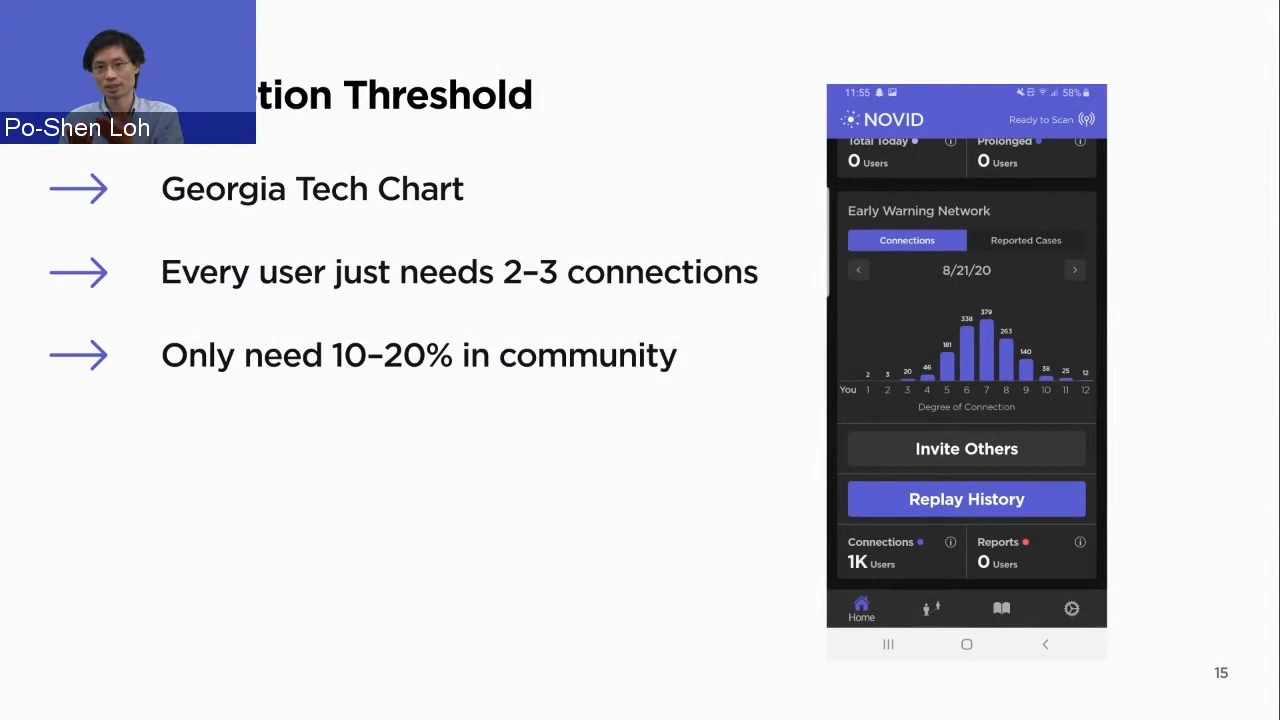 tion Threshold
Po-Shen Loh
Georgia Tech Chart
Every user just needs 2–3 connections
Only need 10–20% in community
11:55 58%
NOVID Ready to Scan
Total Today Prolonged
0 Users 0 Users
Early Warning Network
Connections Reported Cases
8/21/20
2 3 20 46 181 338 379 263 140 38 25 12
You 1 2 3 4 5 6 7 8 9 10 11 12
Degree of Connection
Invite Others
Replay History
Connections Reports
1K Users 0 Users
Home
15